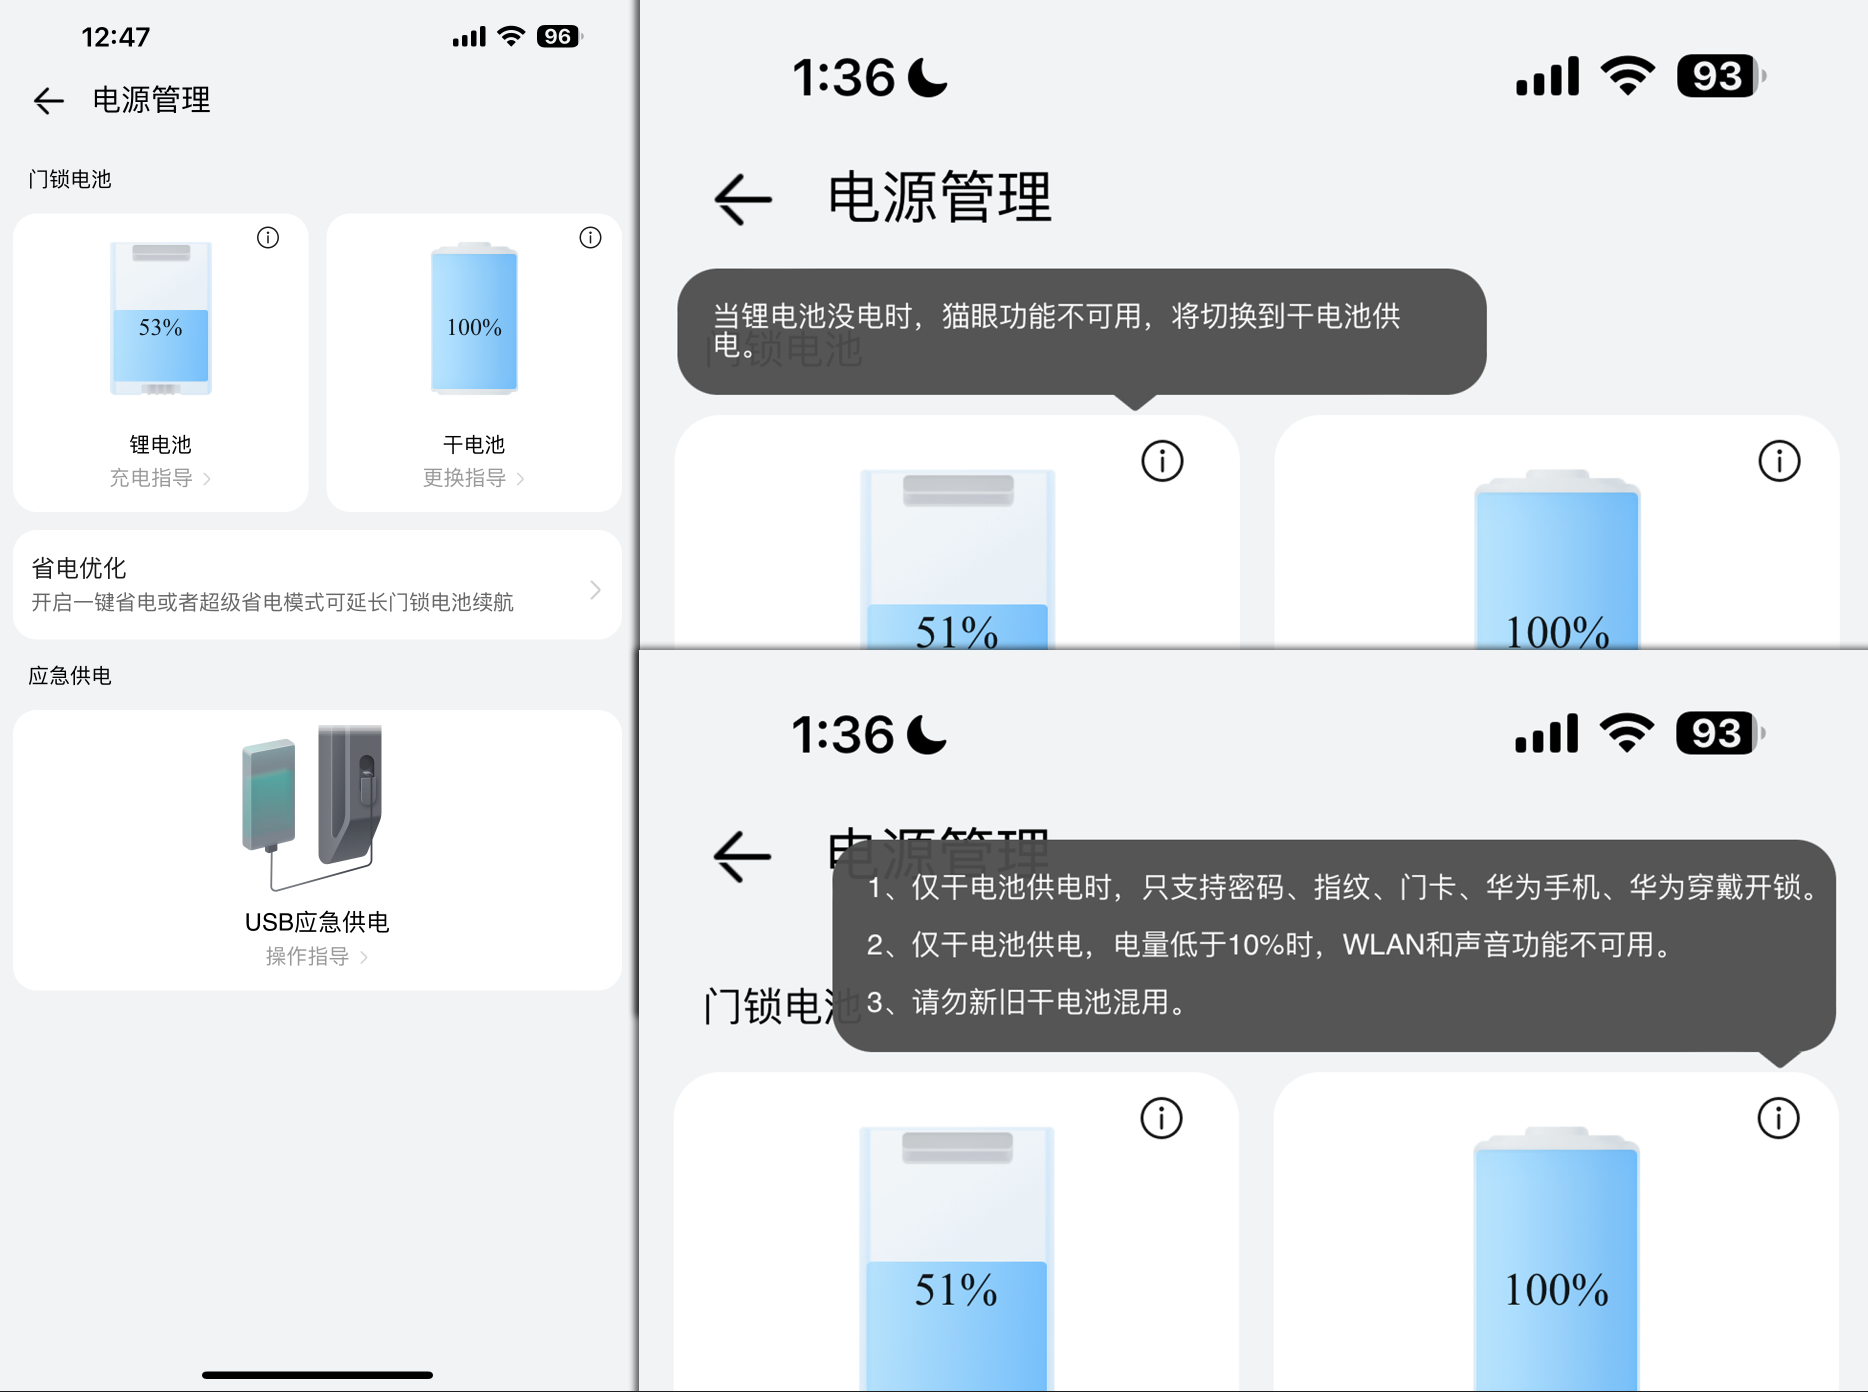 12:47
96
电源管理
门锁电池
53%
100%
锂电池
干电池
充电指导
更换指导
省电优化
开启一键省电或者超级省电模式可延长门锁电池续航
应急供电
USB应急供电
操作指导
1:36
93
电源管理
当锂电池没电时，猫眼功能不可用，将切换到干电池供
电。
门锁电池
51%
100%
1:36
93
电源管理
1、仅干电池供电时，只支持密码、指纹、门卡、华为手机、华为穿戴开锁。
2、仅干电池供电，电量低于10%时，WLAN和声音功能不可用。
3、请勿新旧干电池混用。
门锁电池
51%
100%